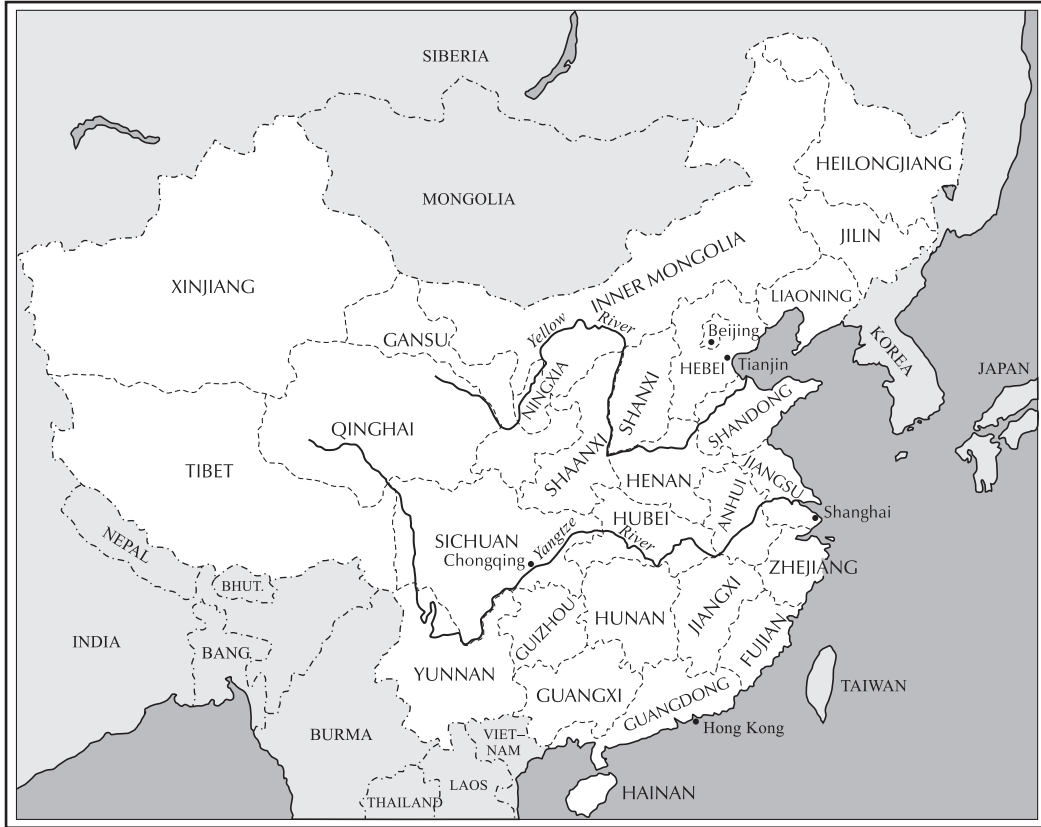 SIBERIA
MONGOLIA
HEILONGJIANG
JILIN
INNER MONGOLIA
XINJIANG
LIAONING
GANSU
Yellow
River
Beijing
HEBEI
Tianjin
KOREA
JAPAN
NINGXIA
SHANXI
SHANDONG
QINGHAI
TIBET
SHAANXI
HENAN
JIANGSU
ANHUI
HUBEI
Shanghai
SICHUAN
Chongqing
Yangtze
River
NEPAL
ZHEJIANG
BHUT.
GUIZHOU
HUNAN
JIANGXI
FUJIAN
INDIA
BANG.
YUNNAN
GUANGXI
GUANGDONG
TAIWAN
Hong Kong
BURMA
VIET–
NAM
LAOS
THAILAND
HAINAN